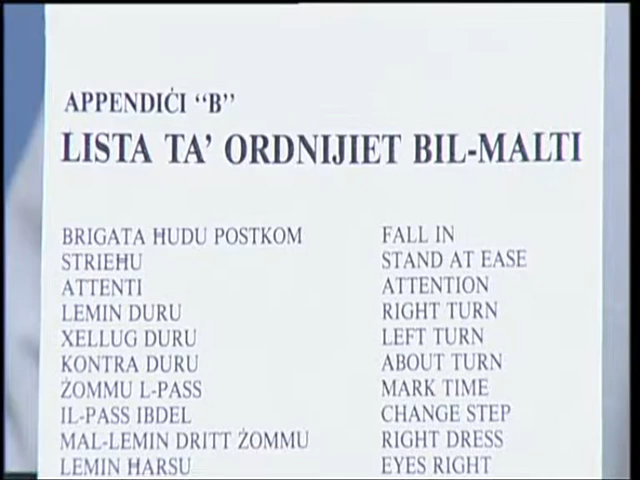 APPENDIĊI “B”
LISTA TA’ ORDNIJIET BIL-MALTI
BRIGATA ĦUDU POSTKOM FALL IN
STRIEĦU STAND AT EASE
ATTENTI ATTENTION
LEMIN DURU RIGHT TURN
XELLUG DURU LEFT TURN
KONTRA DURU ABOUT TURN
ŻOMMU L-PASS MARK TIME
IL-PASS IBDEL CHANGE STEP
MAL-LEMIN DRITT ŻOMMU RIGHT DRESS
LEMIN ĦARSU EYES RIGHT